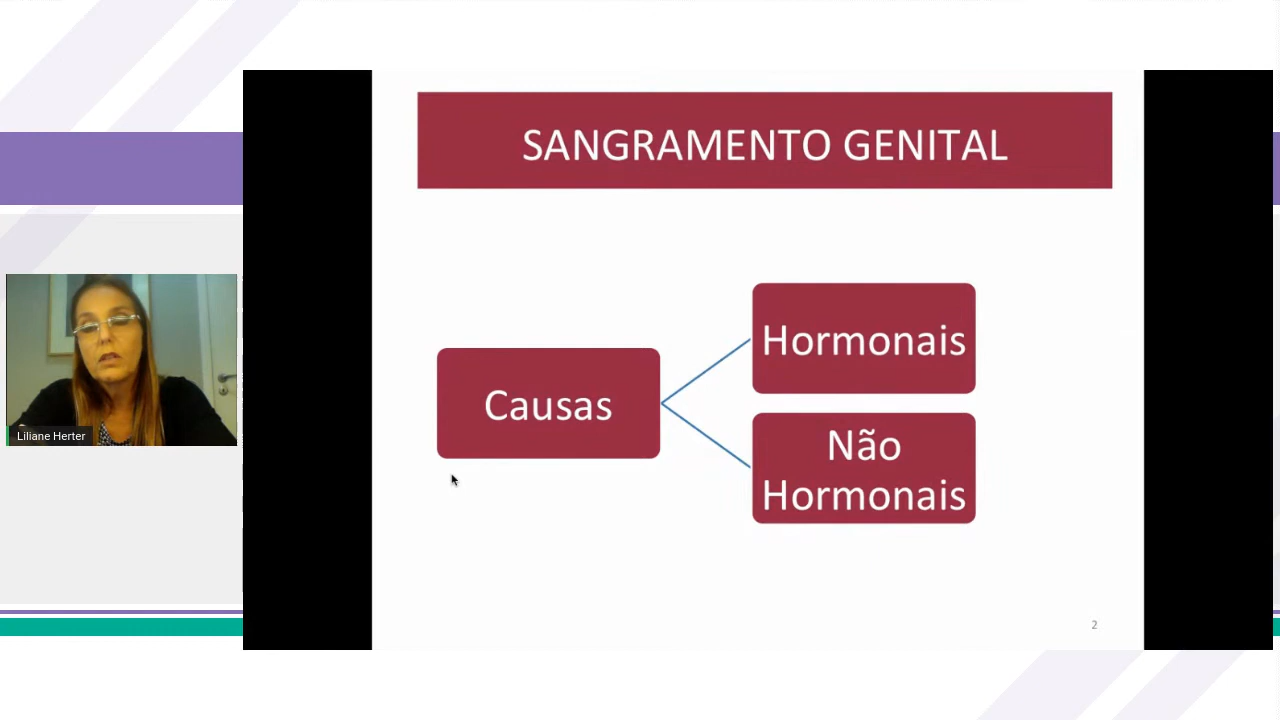 SANGRAMENTO GENITAL
Causas
Hormonais
Não
Hormonais
Liliane Herter
2